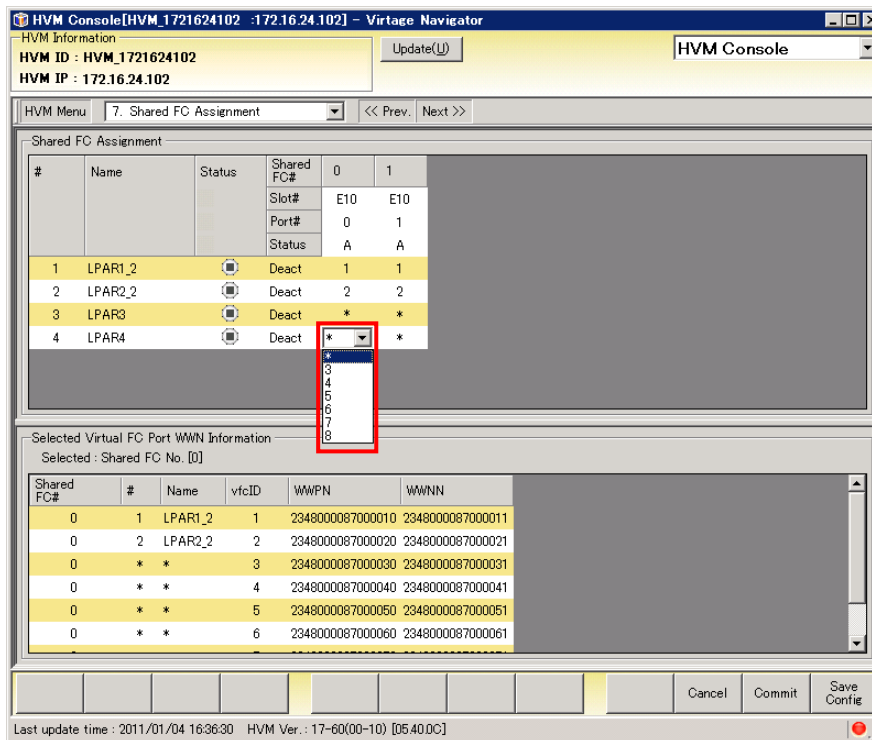 HVM Console[HVM_1721624102 :172.16.24.102] - Virtage Navigator
HVM Information
HVM ID : HVM_1721624102
HVM IP : 172.16.24.102
Update(U)
HVM Console
HVM Menu 7. Shared FC Assignment << Prev. Next >>
Shared FC Assignment
# Name Status Shared FC# 0 1
Slot# E10 E10
Port# 0 1
Status A A
1 LPAR1_2 Deact 1 1
2 LPAR2_2 Deact 2 2
3 LPAR3 Deact * *
4 LPAR4 Deact * *
*
3
4
5
6
7
8
Selected Virtual FC Port WWN Information
Selected : Shared FC No. [0]
Shared FC# # Name vfcID WWPN WWNN
0 1 LPAR1_2 1 2348000087000010 2348000087000011
0 2 LPAR2_2 2 2348000087000020 2348000087000021
0 * * 3 2348000087000030 2348000087000031
0 * * 4 2348000087000040 2348000087000041
0 * * 5 2348000087000050 2348000087000051
0 * * 6 2348000087000060 2348000087000061
Cancel Commit Save Config
Last update time : 2011/01/04 16:36:30 HVM Ver. : 17-60(00-10) [05.40.0C]